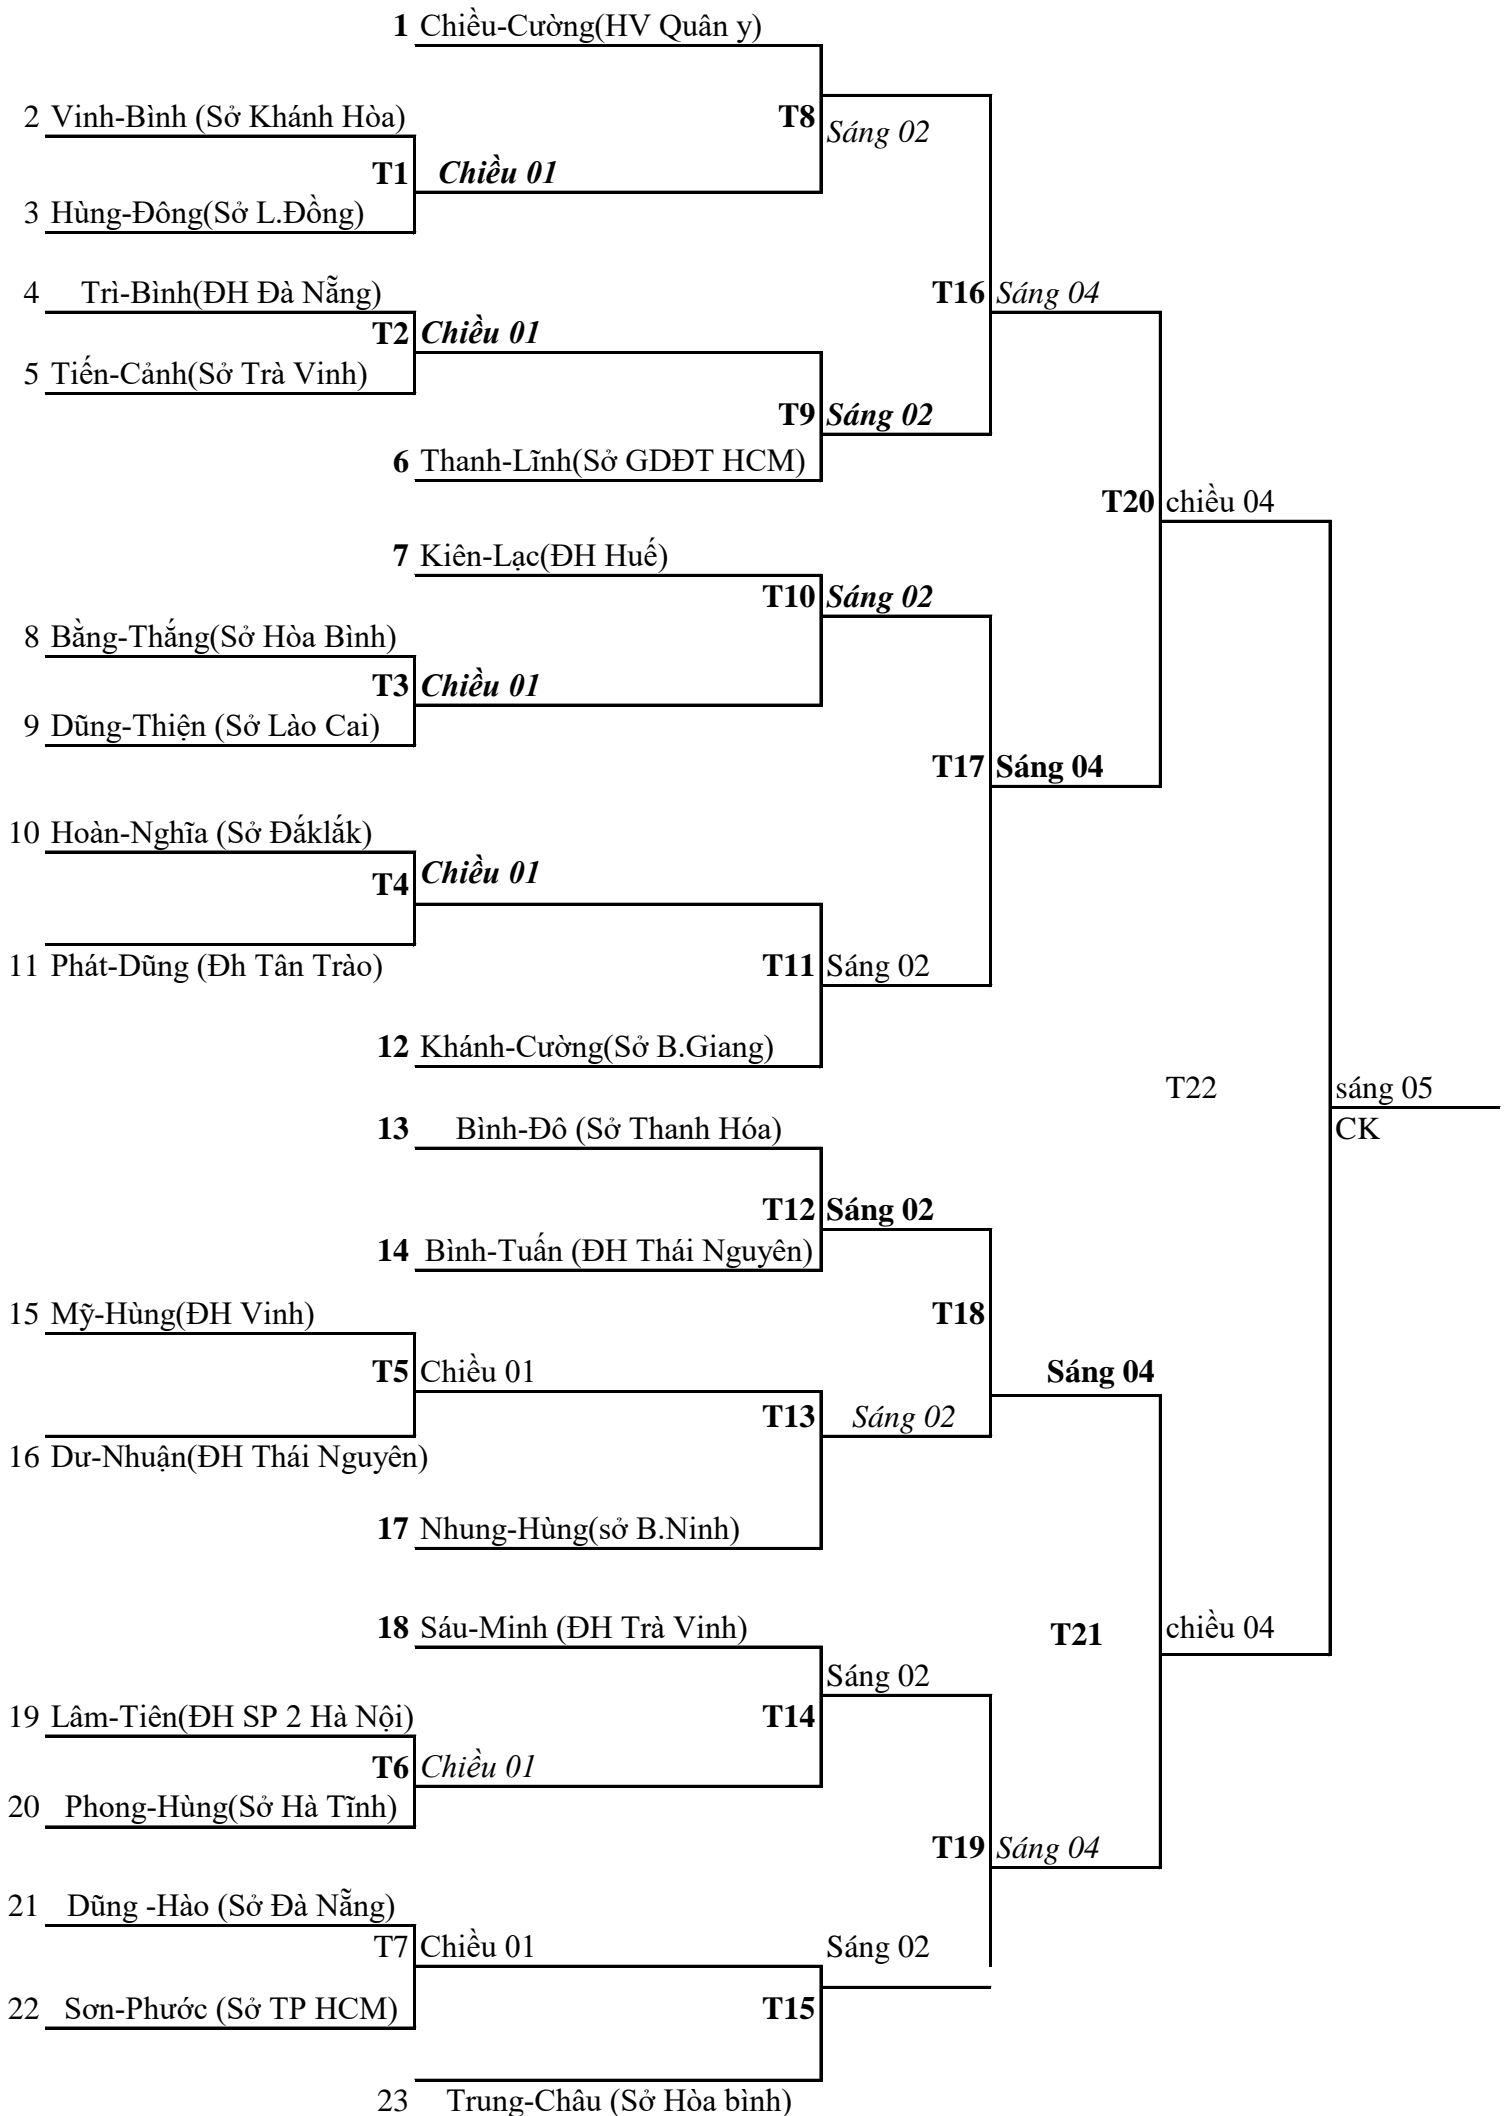 1 Chiều-Cường(HV Quân y)
2 Vinh-Bình (Sở Khánh Hòa)
T8
Sáng 02
T1 Chiều 01
3 Hùng-Đông(Sở L.Đồng)
4 Trì-Bình(ĐH Đà Nẵng)
T16 Sáng 04
T2 Chiều 01
5 Tiến-Cảnh(Sở Trà Vinh)
T9 Sáng 02
6 Thanh-Lĩnh(Sở GDĐT HCM)
T20 chiều 04
7 Kiên-Lạc(ĐH Huế)
T10 Sáng 02
8 Bằng-Thắng(Sở Hòa Bình)
T3 Chiều 01
9 Dũng-Thiện (Sở Lào Cai)
T17 Sáng 04
10 Hoàn-Nghĩa (Sở Đắklắk)
T4 Chiều 01
11 Phát-Dũng (Đh Tân Trào)
T11 Sáng 02
12 Khánh-Cường(Sở B.Giang)
T22 sáng 05
13 Bình-Đô (Sở Thanh Hóa)
CK
T12 Sáng 02
14 Bình-Tuấn (ĐH Thái Nguyên)
15 Mỹ-Hùng(ĐH Vinh)
T18
T5 Chiều 01
Sáng 04
T13 Sáng 02
16 Dư-Nhuận(ĐH Thái Nguyên)
17 Nhung-Hùng(sở B.Ninh)
18 Sáu-Minh (ĐH Trà Vinh)
T21 chiều 04
Sáng 02
19 Lâm-Tiên(ĐH SP 2 Hà Nội)
T14
T6 Chiều 01
20 Phong-Hùng(Sở Hà Tĩnh)
T19 Sáng 04
21 Dũng -Hào (Sở Đà Nẵng)
T7 Chiều 01
Sáng 02
22 Sơn-Phước (Sở TP HCM)
T15
23 Trung-Châu (Sở Hòa bình)